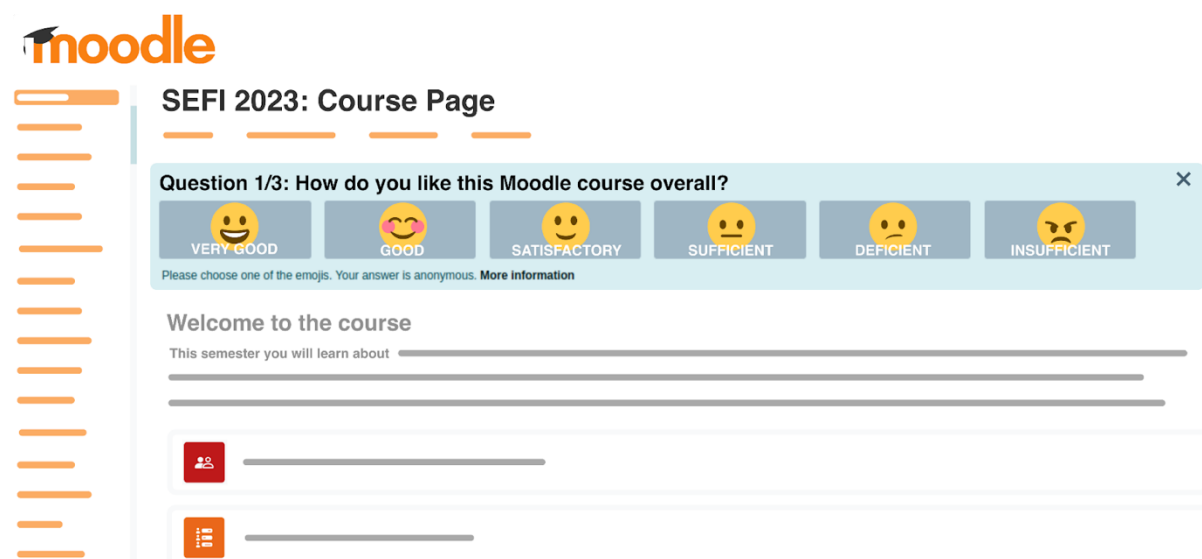 moodle
SEFI 2023: Course Page
Question 1/3: How do you like this Moodle course overall?
VERY GOOD
GOOD
SATISFACTORY
SUFFICIENT
DEFICIENT
INSUFFICIENT
Please choose one of the emojis. Your answer is anonymous. More information
Welcome to the course
This semester you will learn about